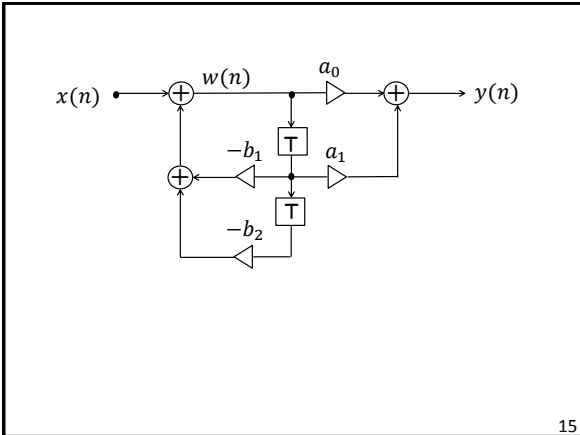 w(n) a₀
x(n) + + y(n)
T
−b₁ a₁
+
T
−b₂
15